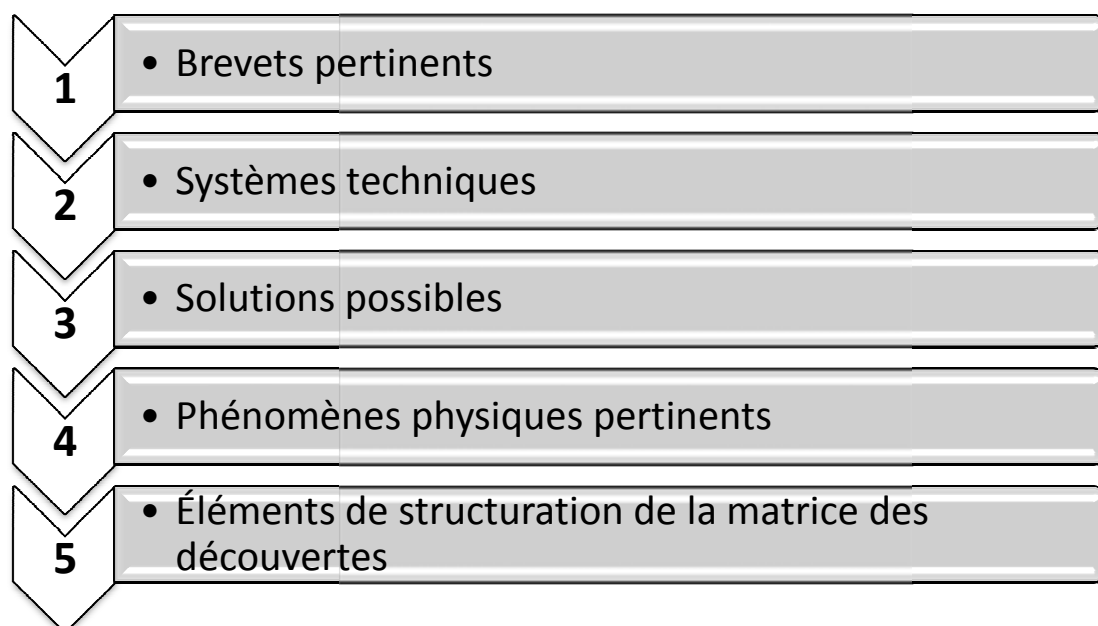 1
• Brevets pertinents
2
• Systèmes techniques
3
• Solutions possibles
4
• Phénomènes physiques pertinents
5
• Éléments de structuration de la matrice des
découvertes